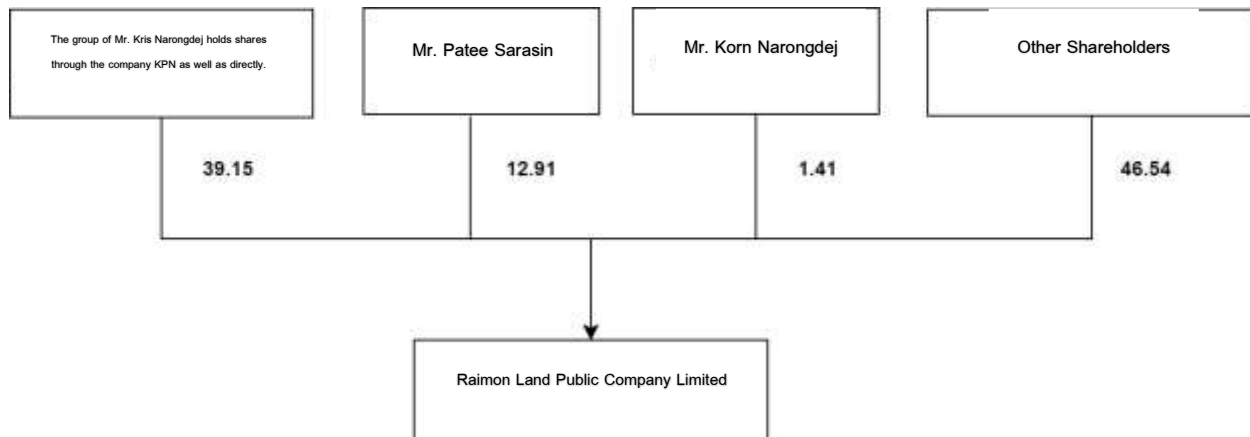 The group of Mr. Kris Narongdej holds shares
through the company KPN as well as directly.
Mr. Patee Sarasin
Mr. Korn Narongdej
Other Shareholders
39.15
12.91
1.41
46.54
Raimon Land Public Company Limited